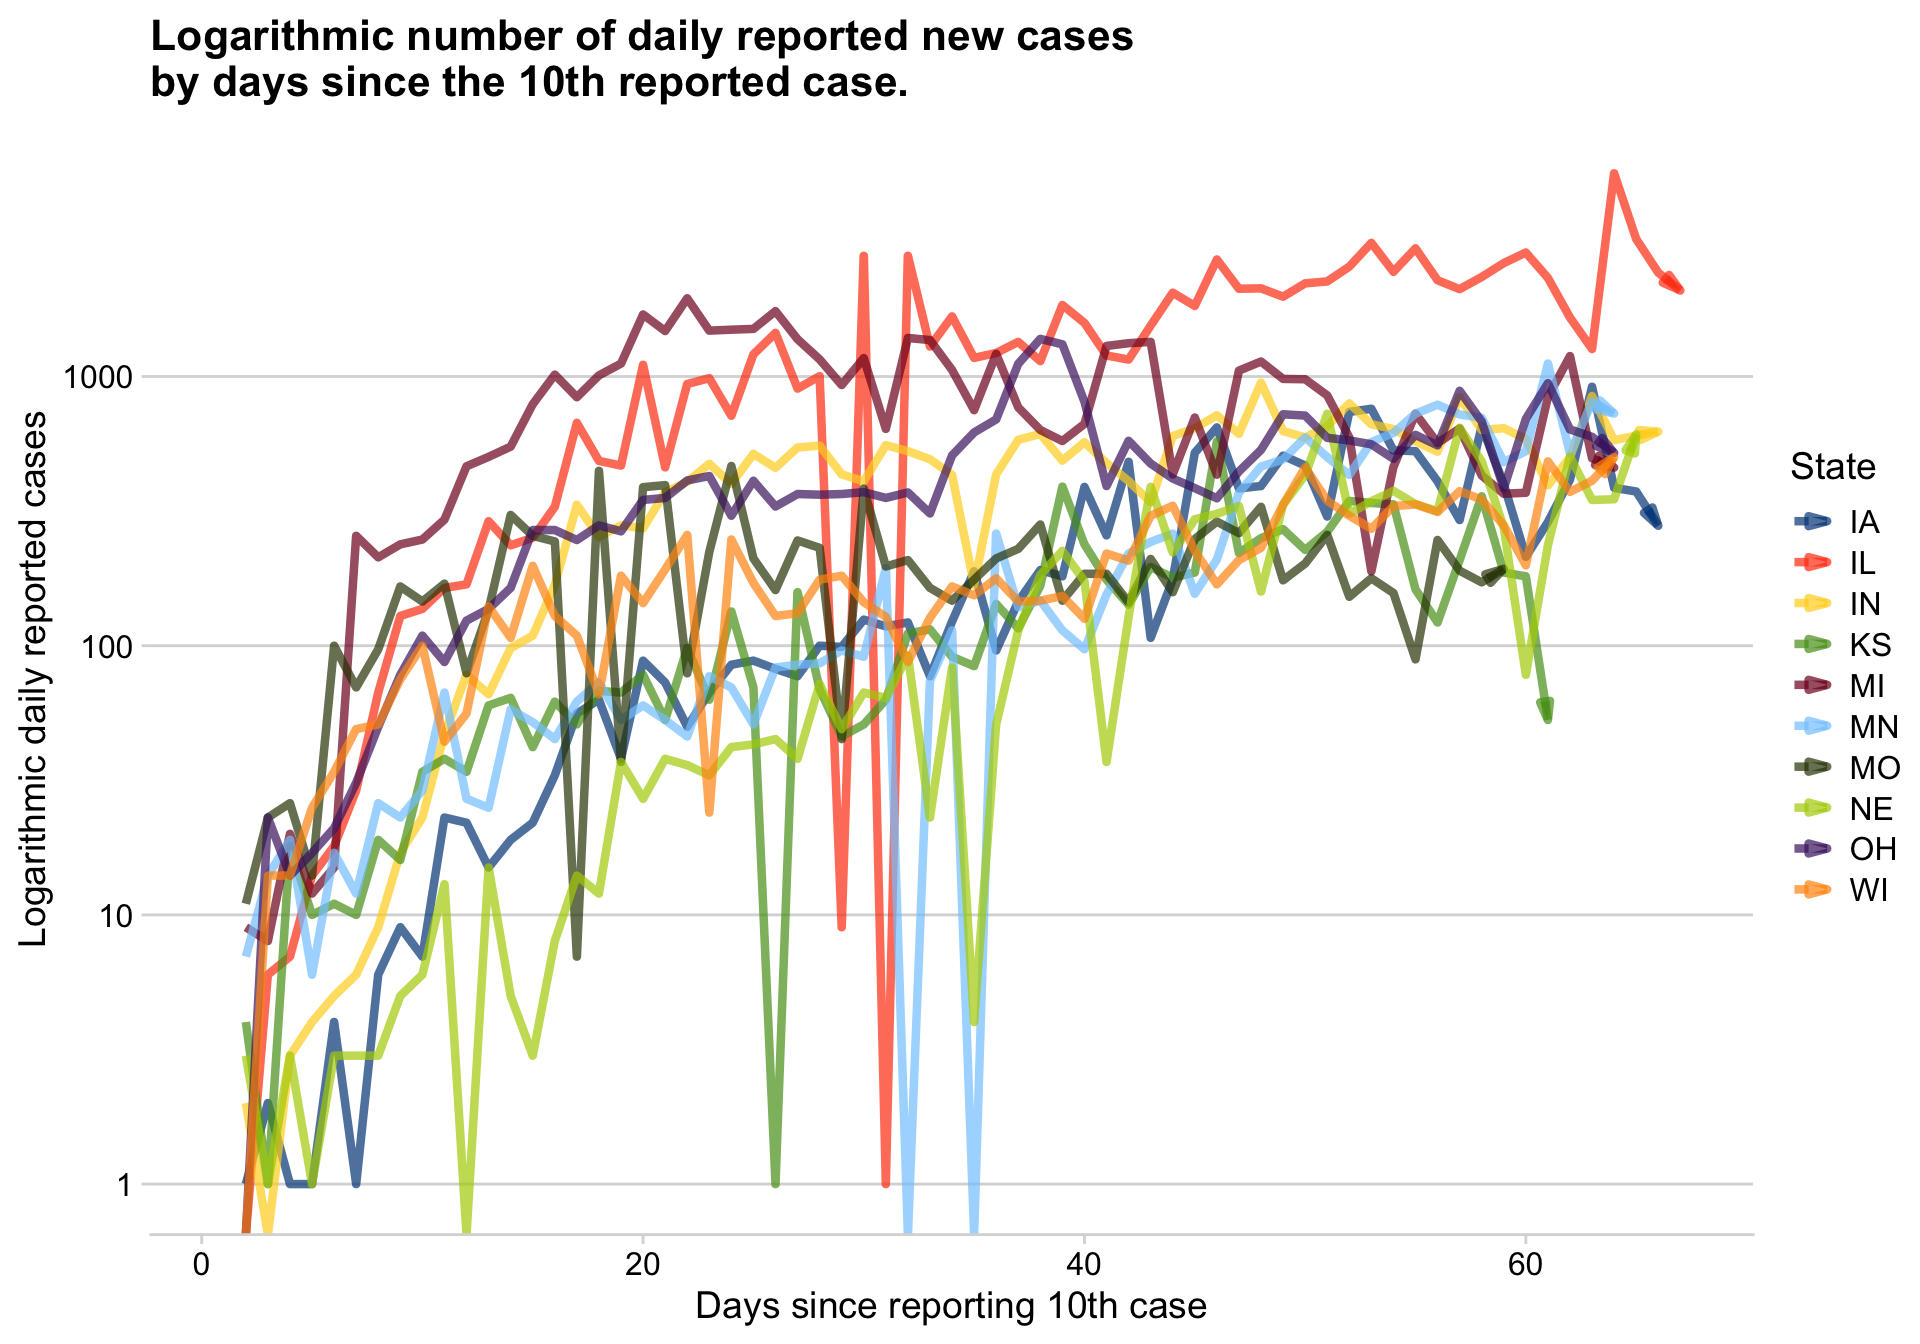 Logarithmic number of daily reported new cases
by days since the 10th reported case.
Logarithmic daily reported cases
1000
100
10
1
0
20
40
60
Days since reporting 10th case
State
IA
IL
IN
KS
MI
MN
MO
NE
OH
WI